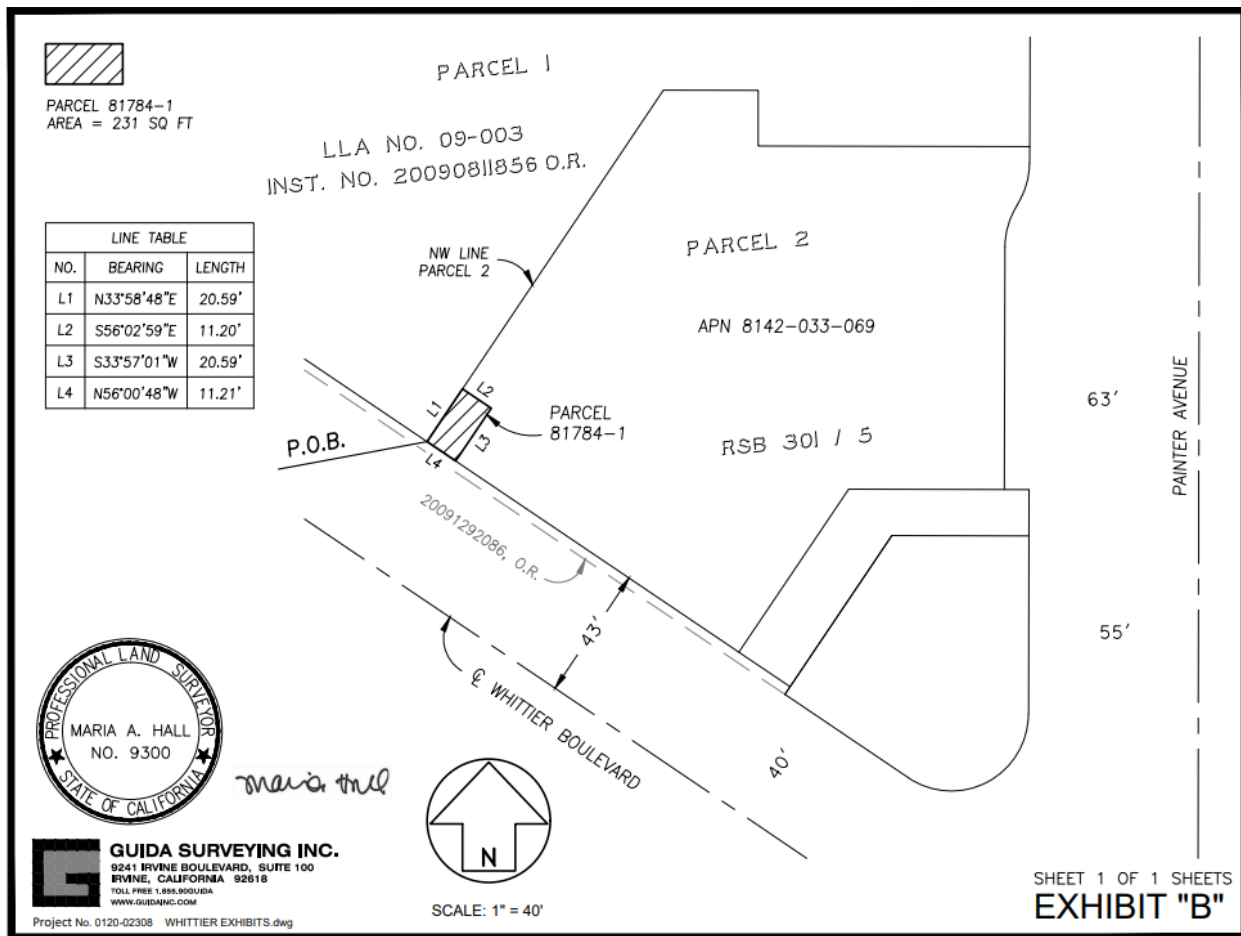 PARCEL 81784-1
AREA = 231 SQ FT
PARCEL 1
LLA NO. 09-003
INST. NO. 20090811856 O.R.
LINE TABLE
NO. BEARING LENGTH
L1 N33°58'48"E 20.59'
L2 S56°02'59"E 11.20'
L3 S33°57'01"W 20.59'
L4 N56°00'48"W 11.21'
NW LINE
PARCEL 2
PARCEL 2
APN 8142-033-069
RSB 301 / 5
L1
L2
L3
L4
PARCEL
81784-1
P.O.B.
20091292086, O.R.
43'
℄ WHITTIER BOULEVARD
40'
63'
55'
PAINTER AVENUE
PROFESSIONAL LAND SURVEYOR
MARIA A. HALL
NO. 9300
STATE OF CALIFORNIA
Maria Hall
GUIDA SURVEYING INC.
9241 IRVINE BOULEVARD, SUITE 100
IRVINE, CALIFORNIA 92618
TOLL FREE 1.855.90GUIDA
WWW.GUIDAINC.COM
Project No. 0120-02308 WHITTIER EXHIBITS.dwg
N
SCALE: 1" = 40'
SHEET 1 OF 1 SHEETS
EXHIBIT "B"